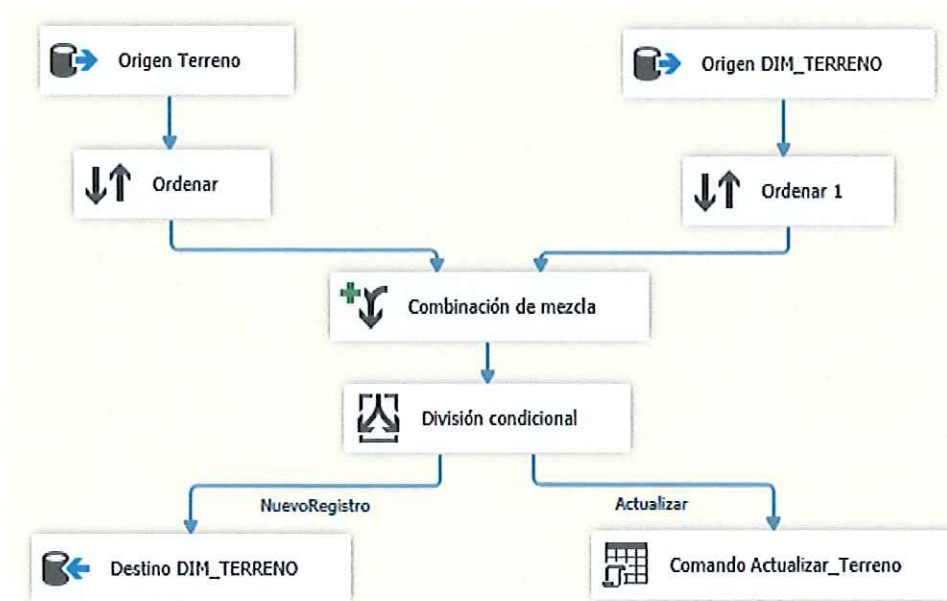 Origen Terreno
Origen DIM_TERRENO
Ordenar
Ordenar 1
Combinación de mezcla
División condicional
NuevoRegistro
Actualizar
Destino DIM_TERRENO
Comando Actualizar_Terreno